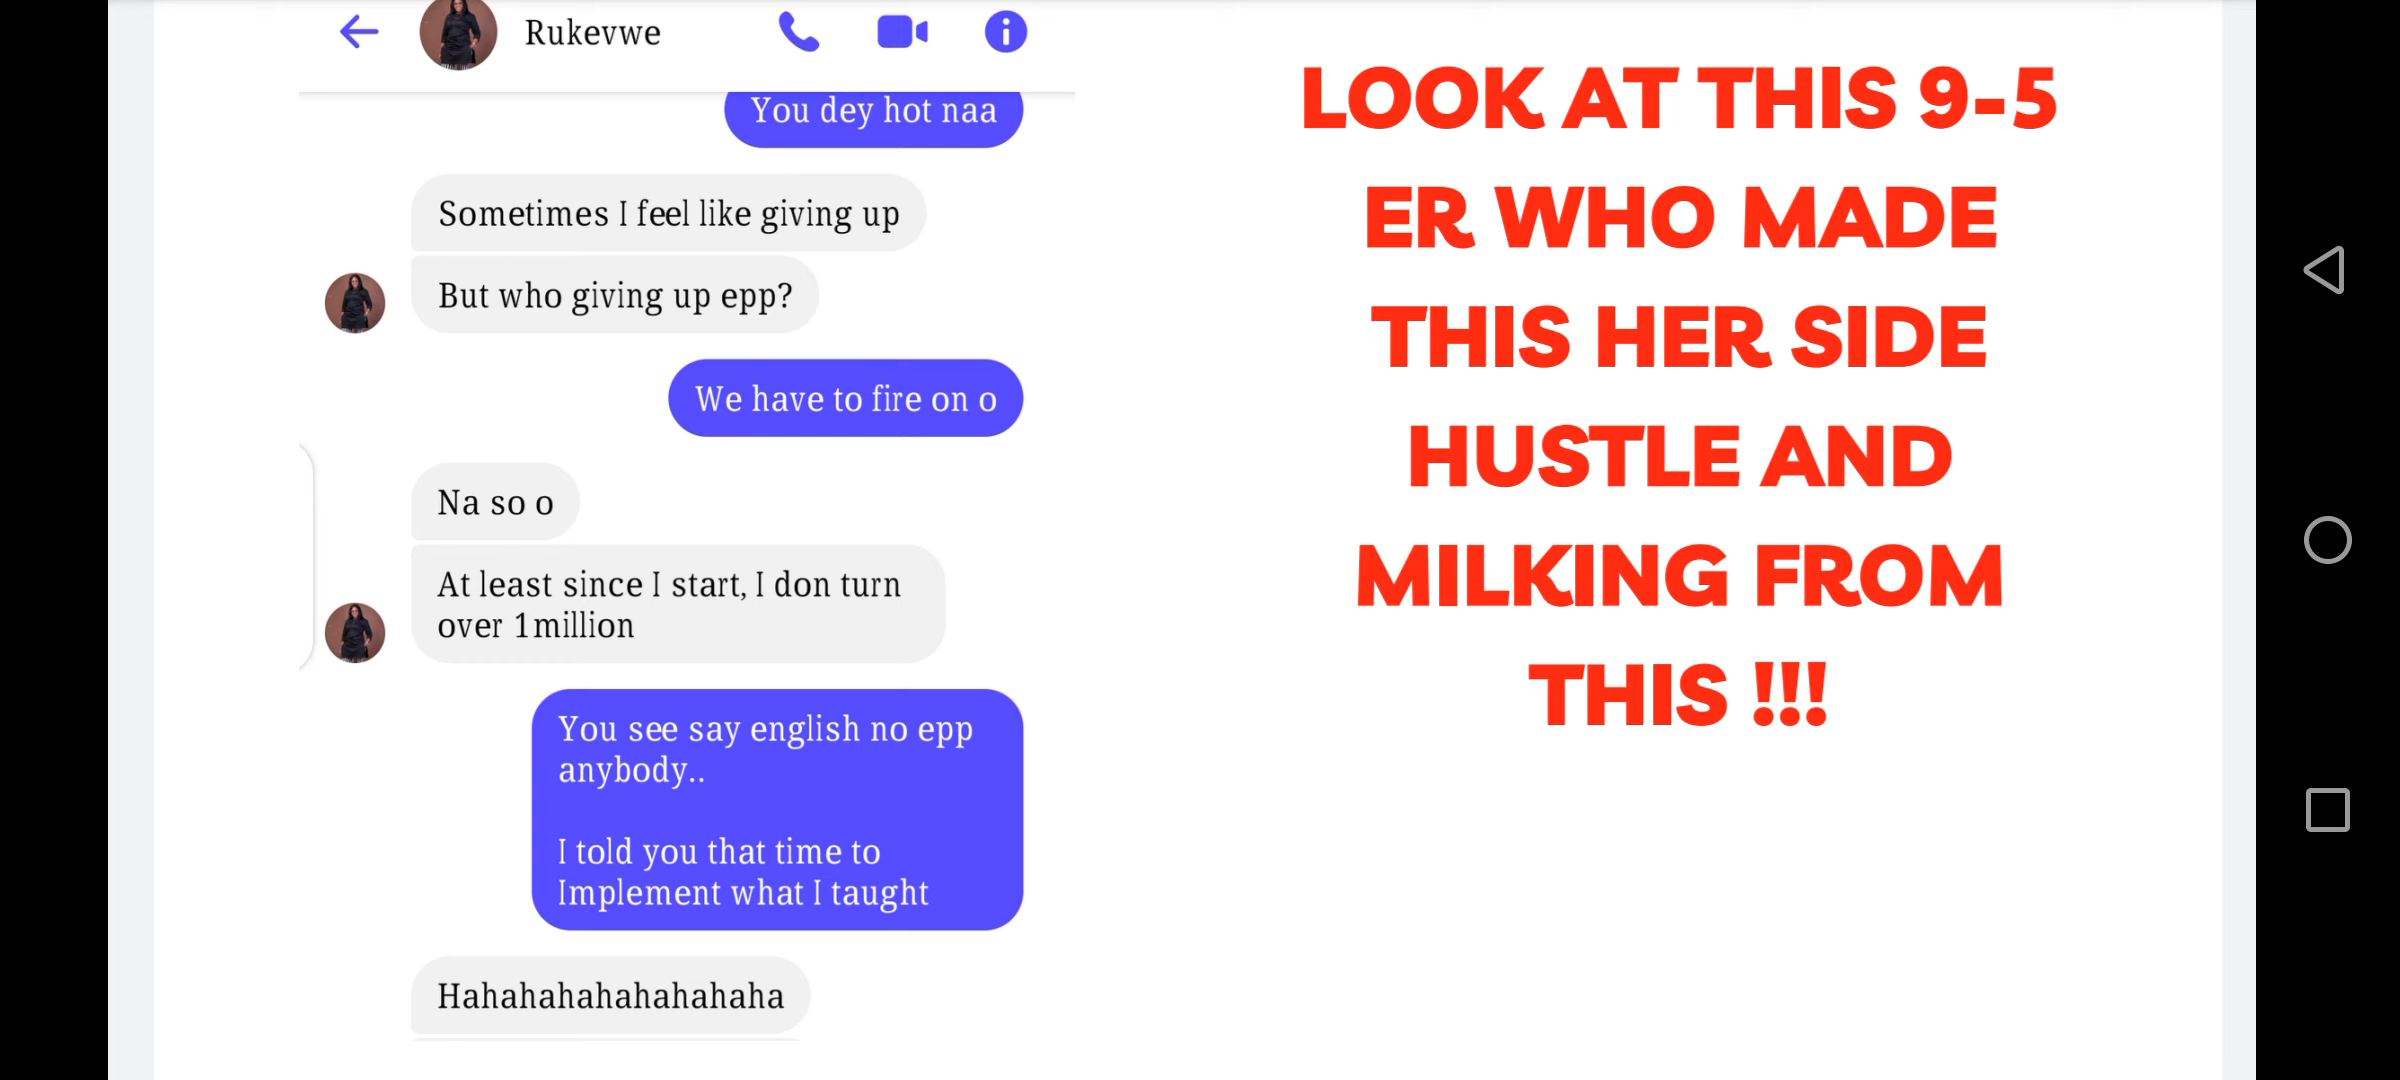 Rukevwe
You dey hot naa
Sometimes I feel like giving up
But who giving up epp?
We have to fire on o
Na so o
At least since I start, I don turn
over 1million
You see say english no epp
anybody..
I told you that time to
Implement what I taught
Hahahahahahahaha
LOOK AT THIS 9-5
ER WHO MADE
THIS HER SIDE
HUSTLE AND
MILKING FROM
THIS !!!